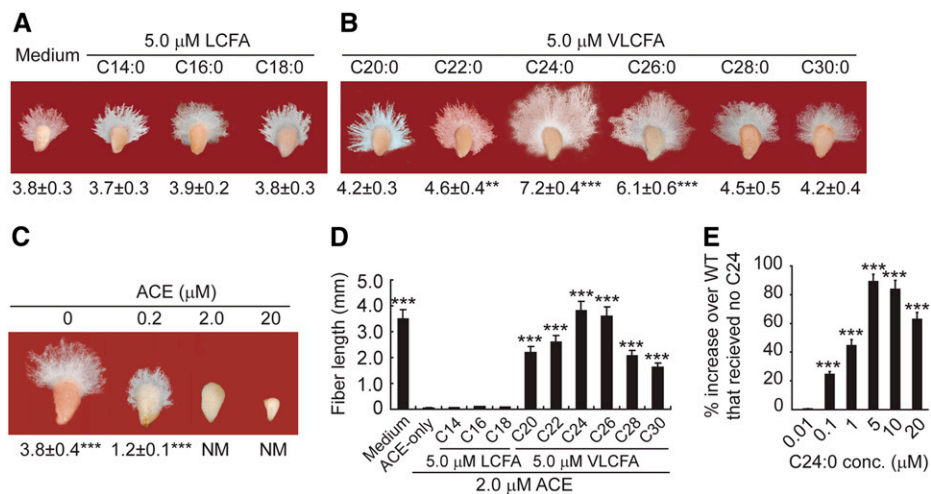 A
Medium
5.0 µM LCFA
C14:0 C16:0 C18:0
3.8±0.3 3.7±0.3 3.9±0.2 3.8±0.3
B
5.0 µM VLCFA
C20:0 C22:0 C24:0 C26:0 C28:0 C30:0
4.2±0.3 4.6±0.4** 7.2±0.4*** 6.1±0.6*** 4.5±0.5 4.2±0.4
C
ACE (µM)
0 0.2 2.0 20
3.8±0.4*** 1.2±0.1*** NM NM
D
Fiber length (mm)
5.0
4.0
3.0
2.0
1.0
0
*** *** *** *** *** *** ***
Medium ACE-only C14 C16 C18 C20 C22 C24 C26 C28 C30
5.0 µM LCFA 5.0 µM VLCFA
2.0 µM ACE
E
% increase over WT
that recieved no C24
100
80
60
40
20
0
*** *** *** *** ***
0.01 0.1 1 5 10 20
C24:0 conc. (µM)